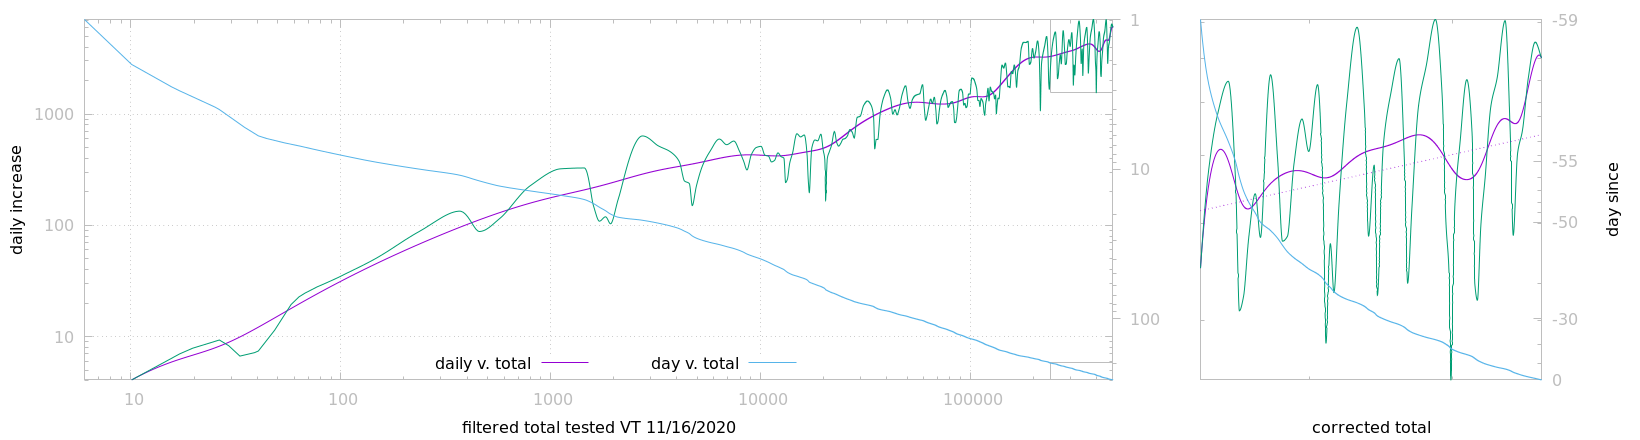 daily increase
1000
100
10
10
100
1000
10000
100000
1
10
100
daily v. total
day v. total
filtered total tested VT 11/16/2020
-59
-55
-50
-30
0
day since
corrected total